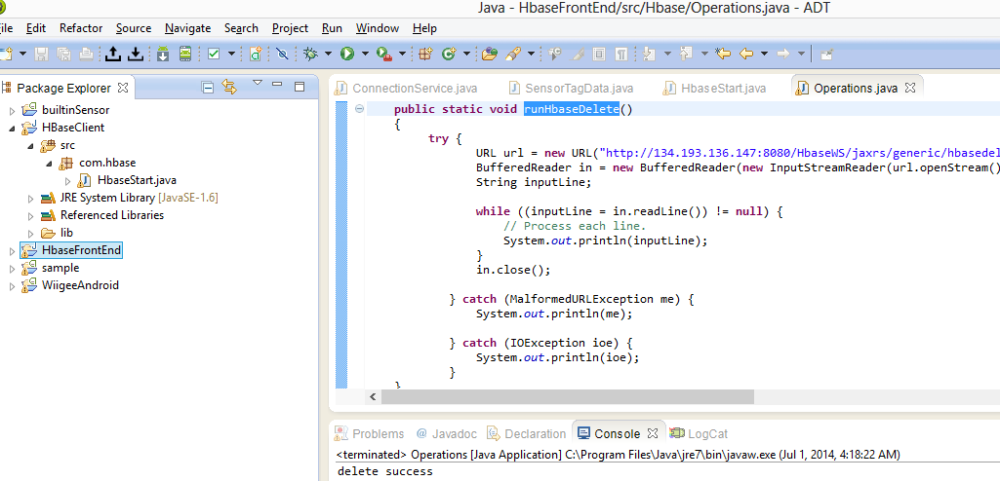 Java - HbaseFrontEnd/src/Hbase/Operations.java - ADT
ile Edit Refactor Source Navigate Search Project Run Window Help
Package Explorer
builtinSensor
HBaseClient
src
com.hbase
HbaseStart.java
JRE System Library [JavaSE-1.6]
Referenced Libraries
lib
HbaseFrontEnd
sample
WiigeeAndroid
ConnectionService.java SensorTagData.java HbaseStart.java Operations.java
public static void runHbaseDelete()
{
try {
URL url = new URL("http://134.193.136.147:8080/HbaseWS/jaxrs/generic/hbasedel
BufferedReader in = new BufferedReader(new InputStreamReader(url.openStream()
String inputLine;
while ((inputLine = in.readLine()) != null) {
// Process each line.
System.out.println(inputLine);
}
in.close();
} catch (MalformedURLException me) {
System.out.println(me);
} catch (IOException ioe) {
System.out.println(ioe);
}
}
Problems @ Javadoc Declaration Console LogCat
<terminated> Operations [Java Application] C:\Program Files\Java\jre7\bin\javaw.exe (Jul 1, 2014, 4:18:22 AM)
delete success